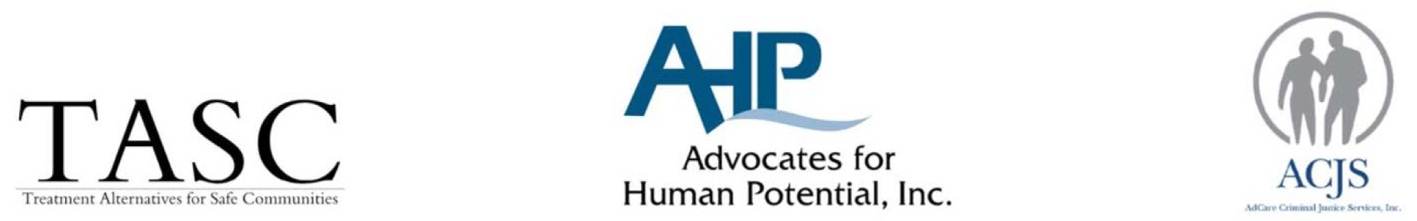 TASC
Treatment Alternatives for Safe Communities
AHP
Advocates for
Human Potential, Inc.
ACJS
AdCare Criminal Justice Services, Inc.